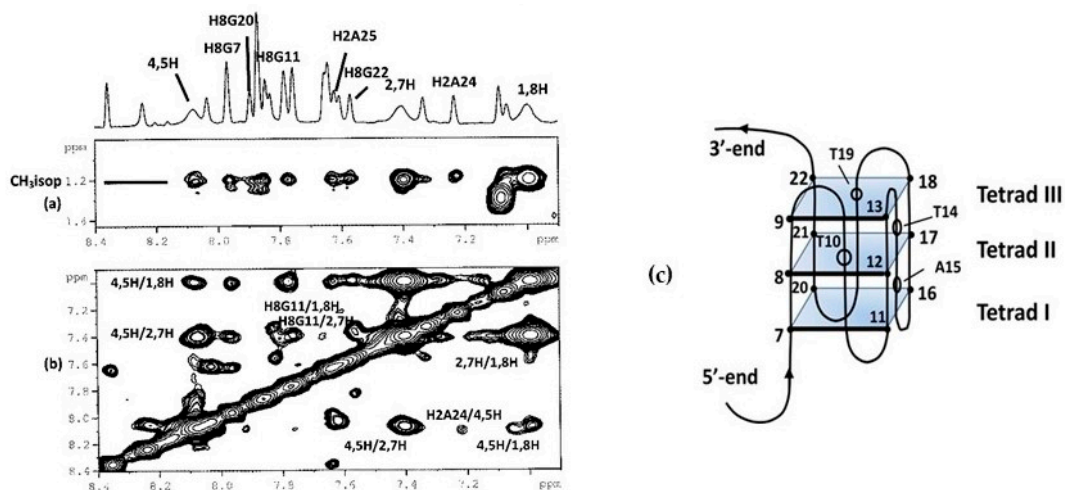 H8G20
H8G7
H8G11
H2A25
4,5H
H8G22
2,7H
H2A24
1,8H
ppm
CH₃isop
1.2
(a)
1.4
8.4 8.2 8.0 7.8 7.6 7.4 7.2 ppm
ppm
4,5H/1,8H
7.2
H8G11/1,8H
H8G11/2,7H
4,5H/2,7H
7.4
(b)
7.6
2,7H/1,8H
7.8
8.0
H2A24/4,5H
8.2
4,5H/2,7H
4,5H/1,8H
8.4
8.4 8.2 8.0 7.8 7.6 7.4 7.2 ppm
(c)
3'-end
T19
22
18
Tetrad III
13
9
T14
21
T10
17
Tetrad II
12
8
A15
20
16
11
Tetrad I
7
5'-end